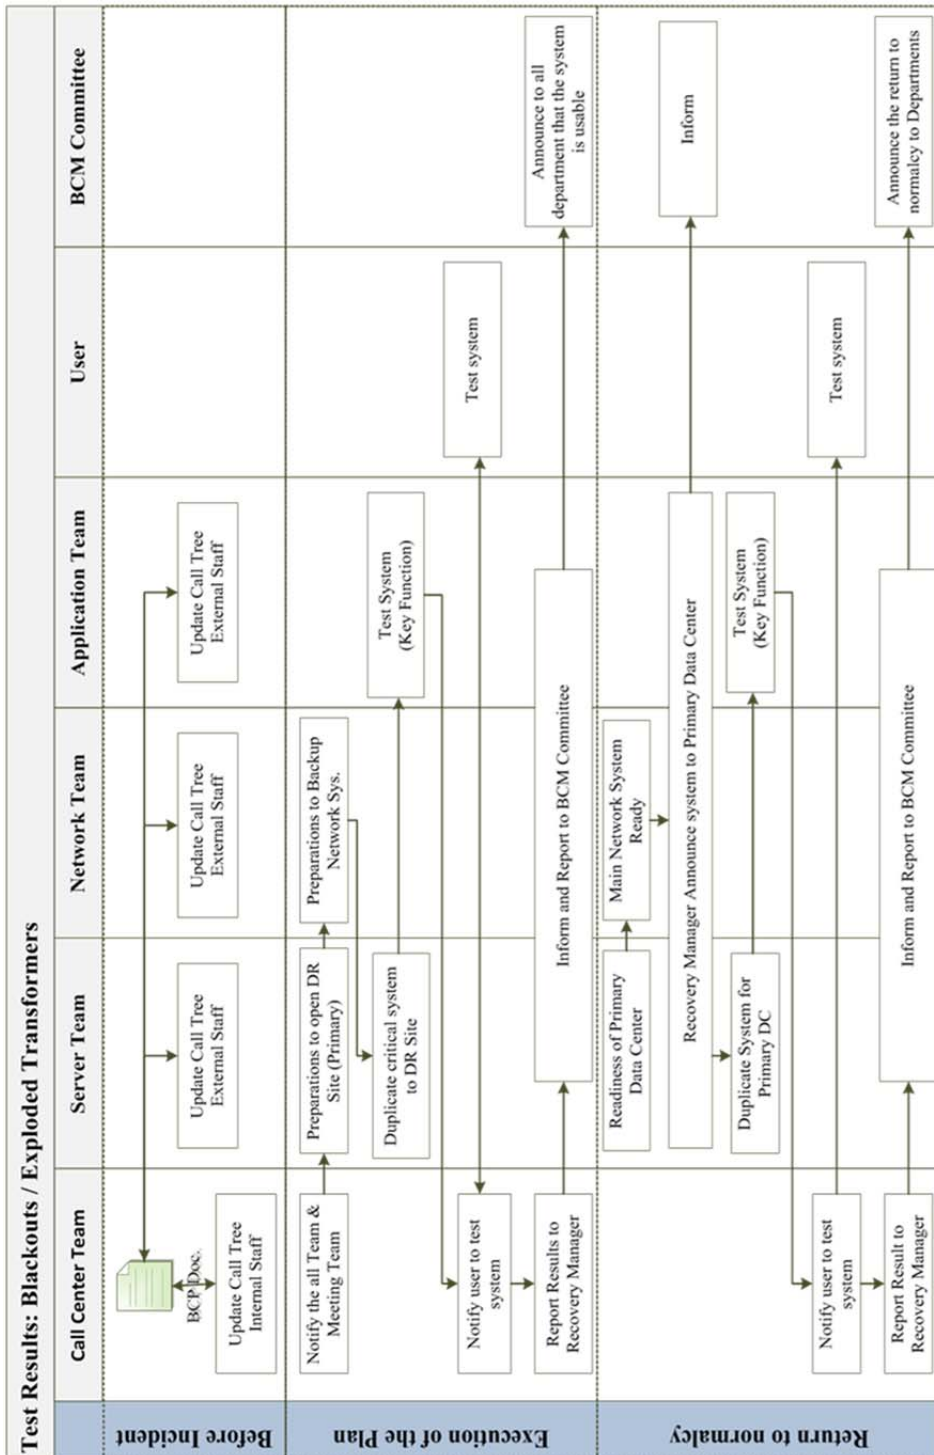 Test Results: Blackouts / Exploded Transformers
Call Center Team
Server Team
Network Team
Application Team
User
BCM Committee
Before Incident
BCP Doc.
Update Call Tree
Internal Staff
Update Call Tree
External Staff
Update Call Tree
External Staff
Update Call Tree
External Staff
Execution of the Plan
Notify the all Team &
Meeting Team
Preparations to open DR
Site (Primary)
Preparations to Backup
Network Sys.
Duplicate critical system
to DR Site
Test System
(Key Function)
Notify user to test
system
Test system
Report Results to
Recovery Manager
Inform and Report to BCM Committee
Announce to all
department that the system
is usable
Return to normalcy
Readiness of Primary
Data Center
Main Network System
Ready
Recovery Manager Announce system to Primary Data Center
Inform
Duplicate System for
Primary DC
Test System
(Key Function)
Notify user to test
system
Test system
Report Result to
Recovery Manager
Inform and Report to BCM Committee
Announce the return to
normalcy to Departments